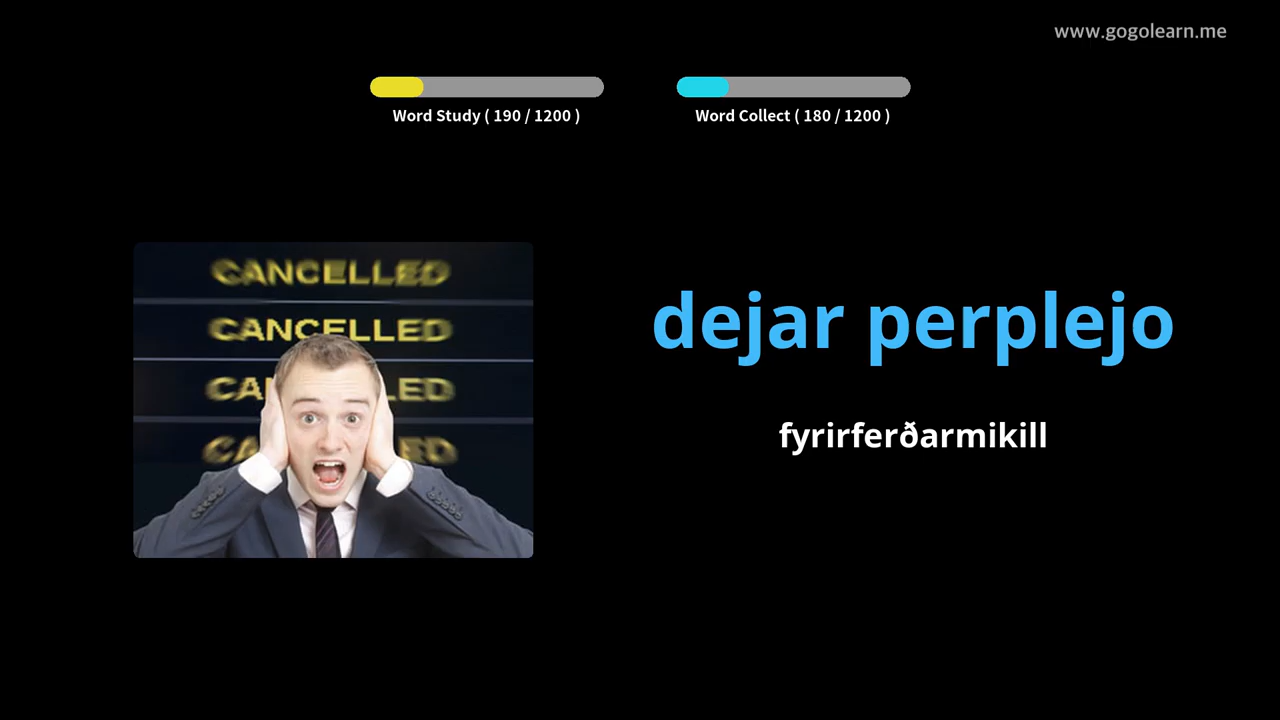 www.gogolearn.me
Word Study ( 190 / 1200 )
Word Collect ( 180 / 1200 )
CANCELLED
CANCELLED
dejar perplejo
fyrirferðarmikill